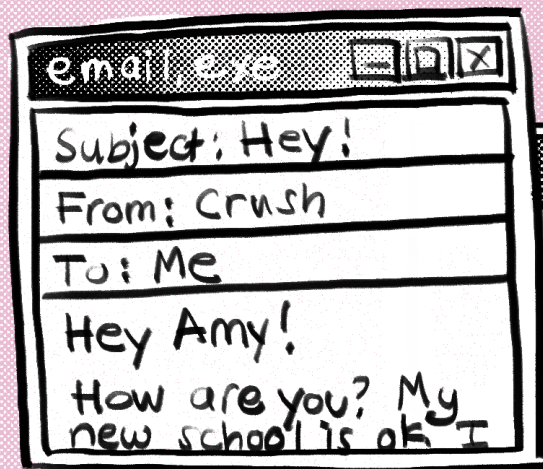 email.exe
Subject: Hey!
From: Crush
To: Me
Hey Amy!
How are you? My
new school is ok I